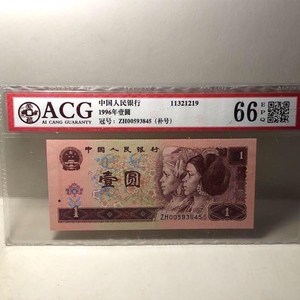 ACG
AI CANG GUARANTY
中国人民银行 11321219
1996年壹圆
冠号: ZH00593845 (补号)
66 EPQ
中国人民银行
1
壹圆
1
1
ZH00593845